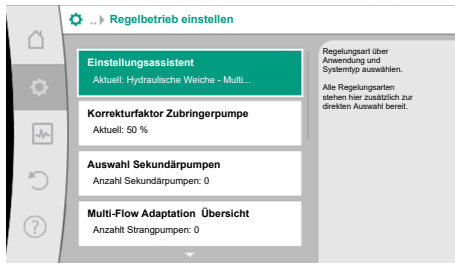 .. Regelbetrieb einstellen
Einstellungsassistent
Aktuell: Hydraulische Weiche - Multi...
Korrekturfaktor Zubringerpumpe
Aktuell: 50 %
Auswahl Sekundärpumpen
Anzahl Sekundärpumpen: 0
Multi-Flow Adaptation Übersicht
Anzahlt Strangpumpen: 0
Regelungsart über
Anwendung und
Systemtyp auswählen.
Alle Regelungsarten
stehen hier zusätzlich zur
direkten Auswahl bereit.
?